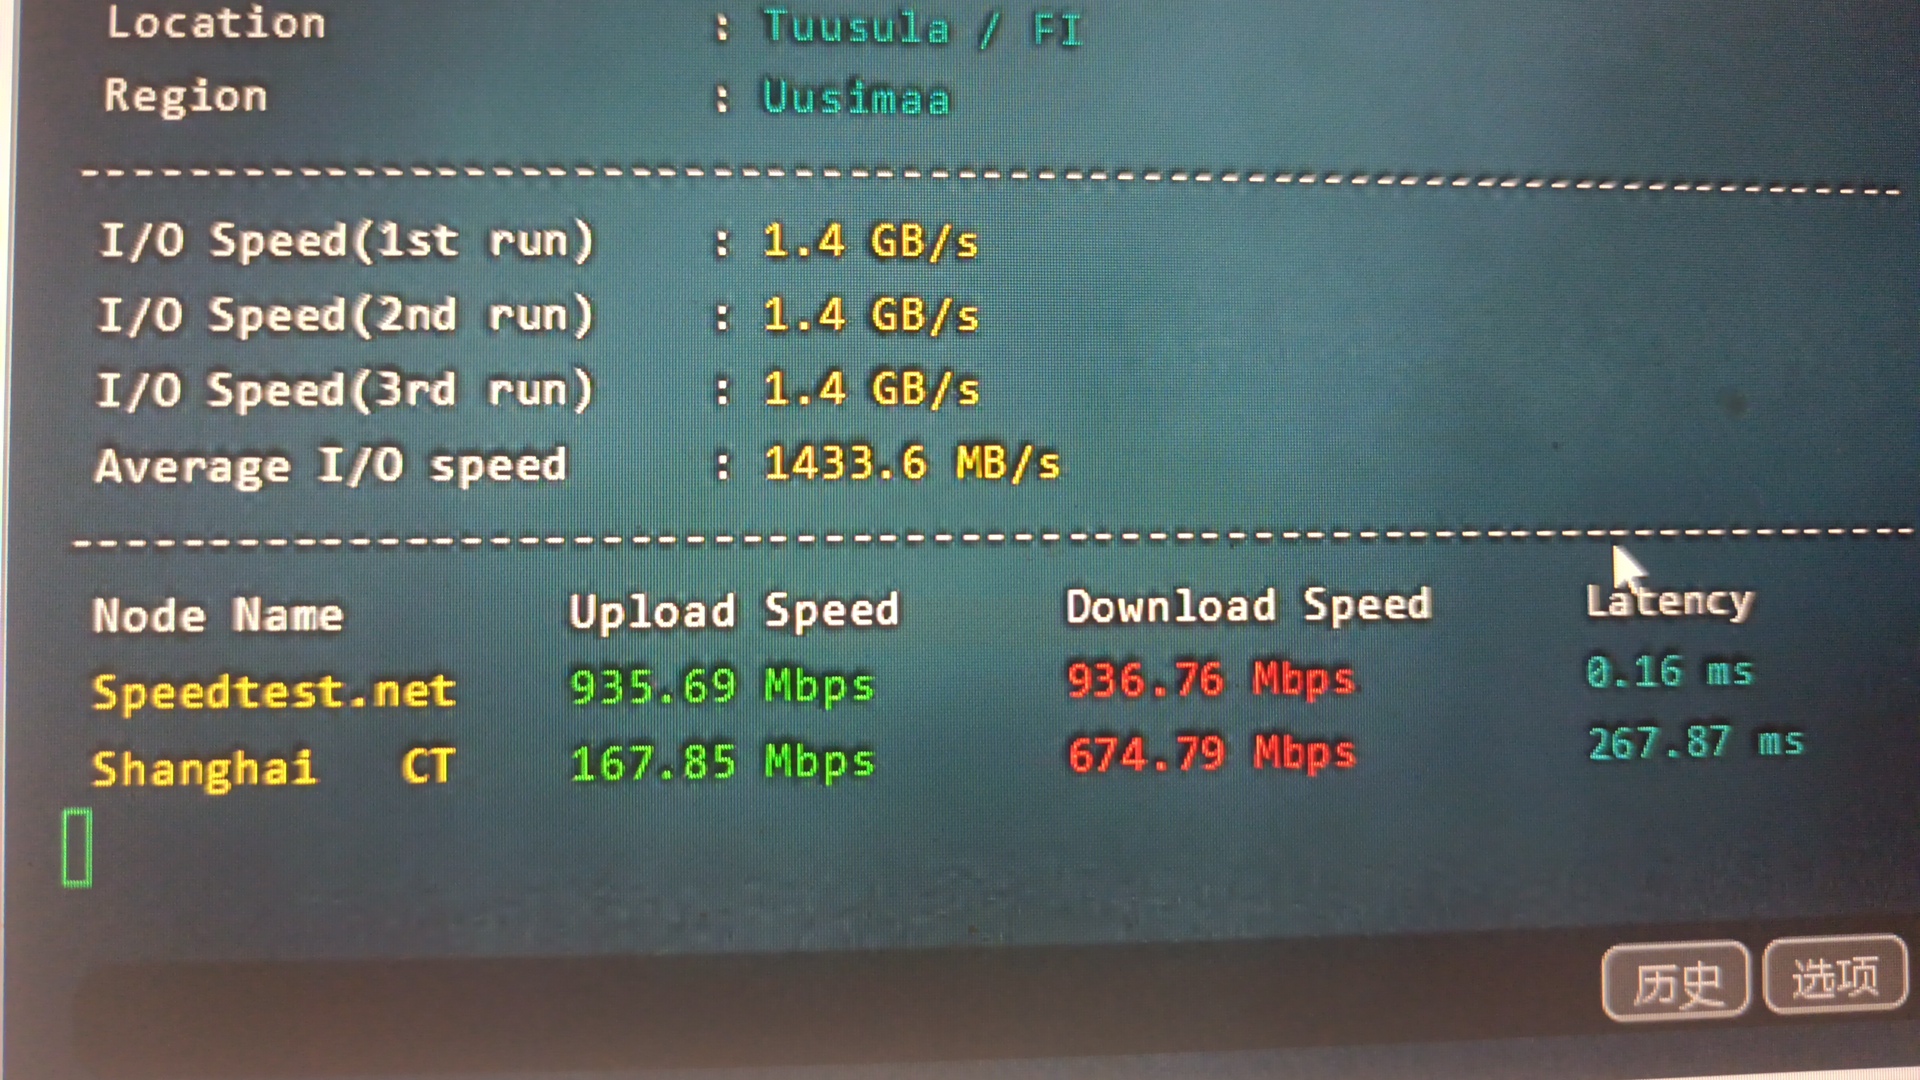 Location : Tuusula / FI
Region : Uusimaa
----------------------------------------------------------------------
I/O Speed(1st run) : 1.4 GB/s
I/O Speed(2nd run) : 1.4 GB/s
I/O Speed(3rd run) : 1.4 GB/s
Average I/O speed : 1433.6 MB/s
----------------------------------------------------------------------
Node Name Upload Speed Download Speed Latency
Speedtest.net 935.69 Mbps 936.76 Mbps 0.16 ms
Shanghai CT 167.85 Mbps 674.79 Mbps 267.87 ms
历史 选项